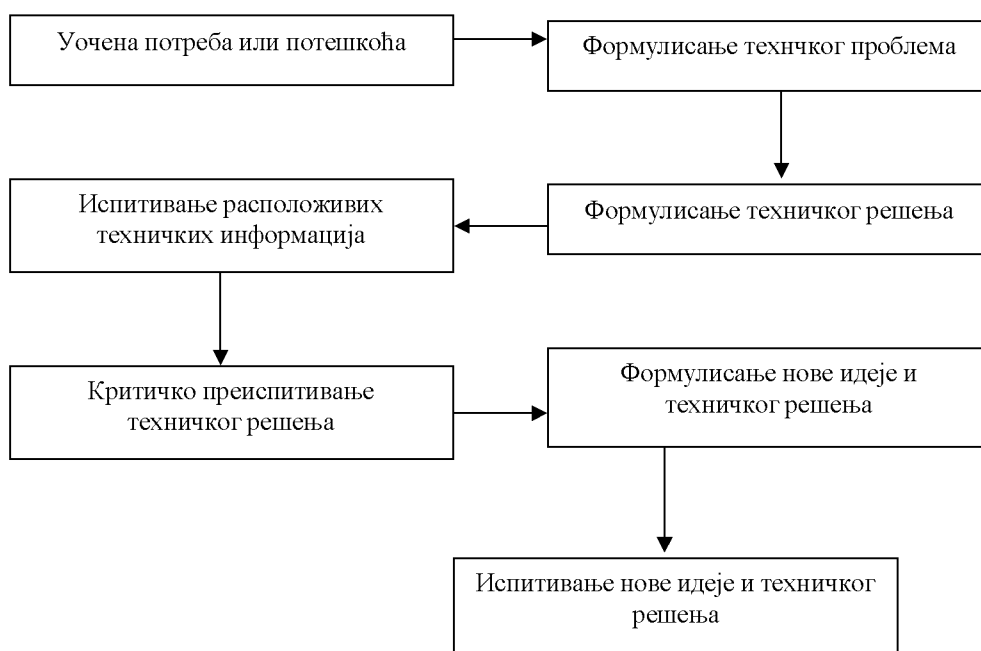 Уочена потреба или потешкоћа
Формулисање технчког проблема
Формулисање техничког решења
Испитивање расположивих
техничких информација
Критичко преиспитивање
техничког решења
Формулисање нове идеје и
техничког решења
Испитивање нове идеје и техничког
решења